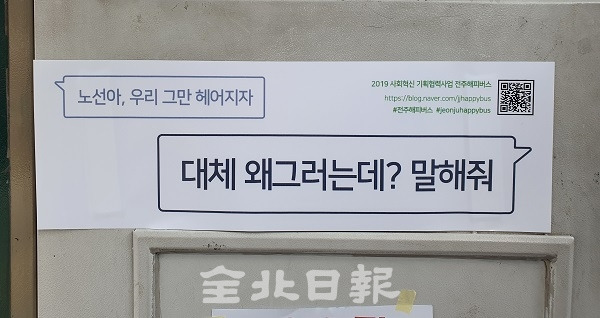 2019 사회혁신 기획협력사업 전주해피버스
https://blog.naver.com/jjhappybus
#전주해피버스 #jeonjuhappybus
노선아, 우리 그만 헤어지자
대체 왜그러는데? 말해줘
全北日報